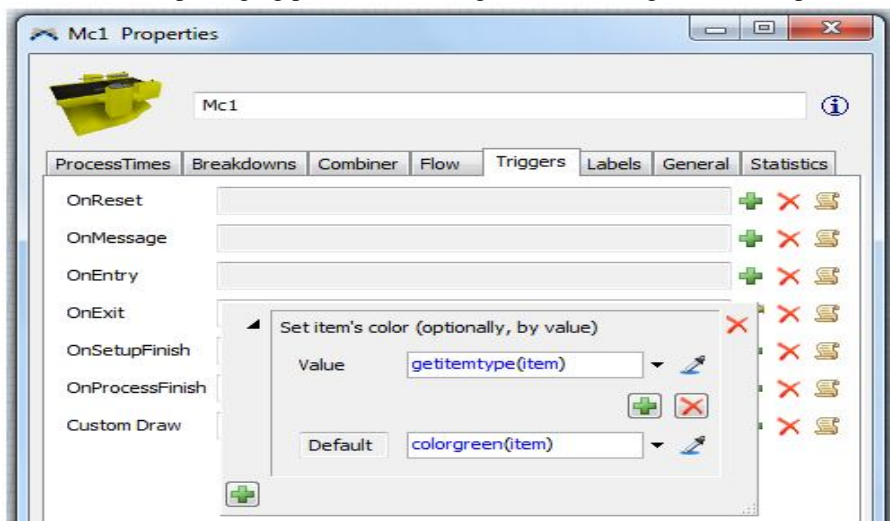 Mc1 Properties
Mc1
ProcessTimes Breakdowns Combiner Flow Triggers Labels General Statistics
OnReset
OnMessage
OnEntry
OnExit
Set item's color (optionally, by value)
OnSetupFinish
Value getitemtype(item)
OnProcessFinish
Custom Draw
Default colorgreen(item)